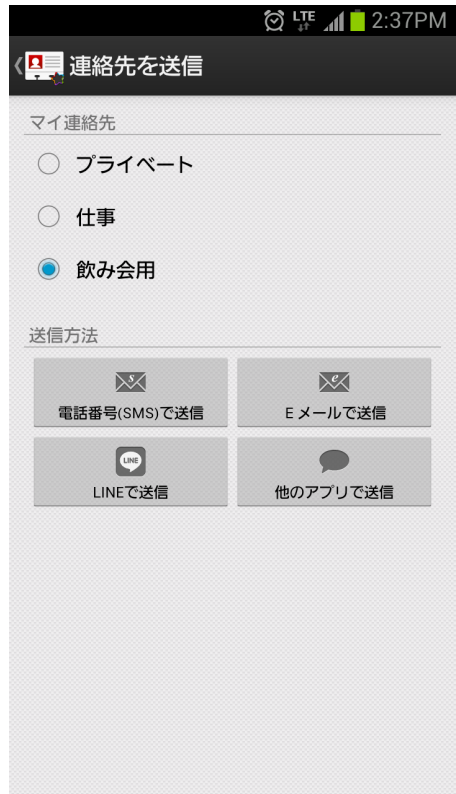 LTE 2:37PM
連絡先を送信
マイ連絡先
プライベート
仕事
飲み会用
送信方法
電話番号(SMS)で送信
Eメールで送信
LINE
LINEで送信
他のアプリで送信